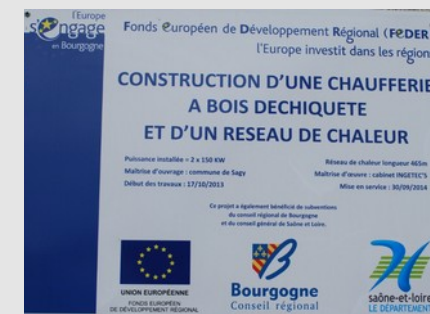 l'Europe
s'engage
en Bourgogne
Fonds européen de Développement Régional (FEDER
l'Europe investit dans les région
CONSTRUCTION D'UNE CHAUFFERIE
A BOIS DECHIQUETE
ET D'UN RESEAU DE CHALEUR
Puissance installée = 2 x 150 KW
Maîtrise d'ouvrage : commune de Sagy
Début des travaux : 17/10/2013
Réseau de chaleur longueur 465m
Maîtrise d'œuvre : cabinet INGETEC'S
Mise en service : 30/09/2014
Ce projet a également bénéficié de subventions
du conseil régional de Bourgogne
et du conseil général de Saône et Loire.
UNION EUROPÉENNE
FONDS EUROPÉEN
DE DÉVELOPPEMENT RÉGIONAL
Bourgogne
Conseil régional
saône-et-loire
LE DÉPARTEMENT